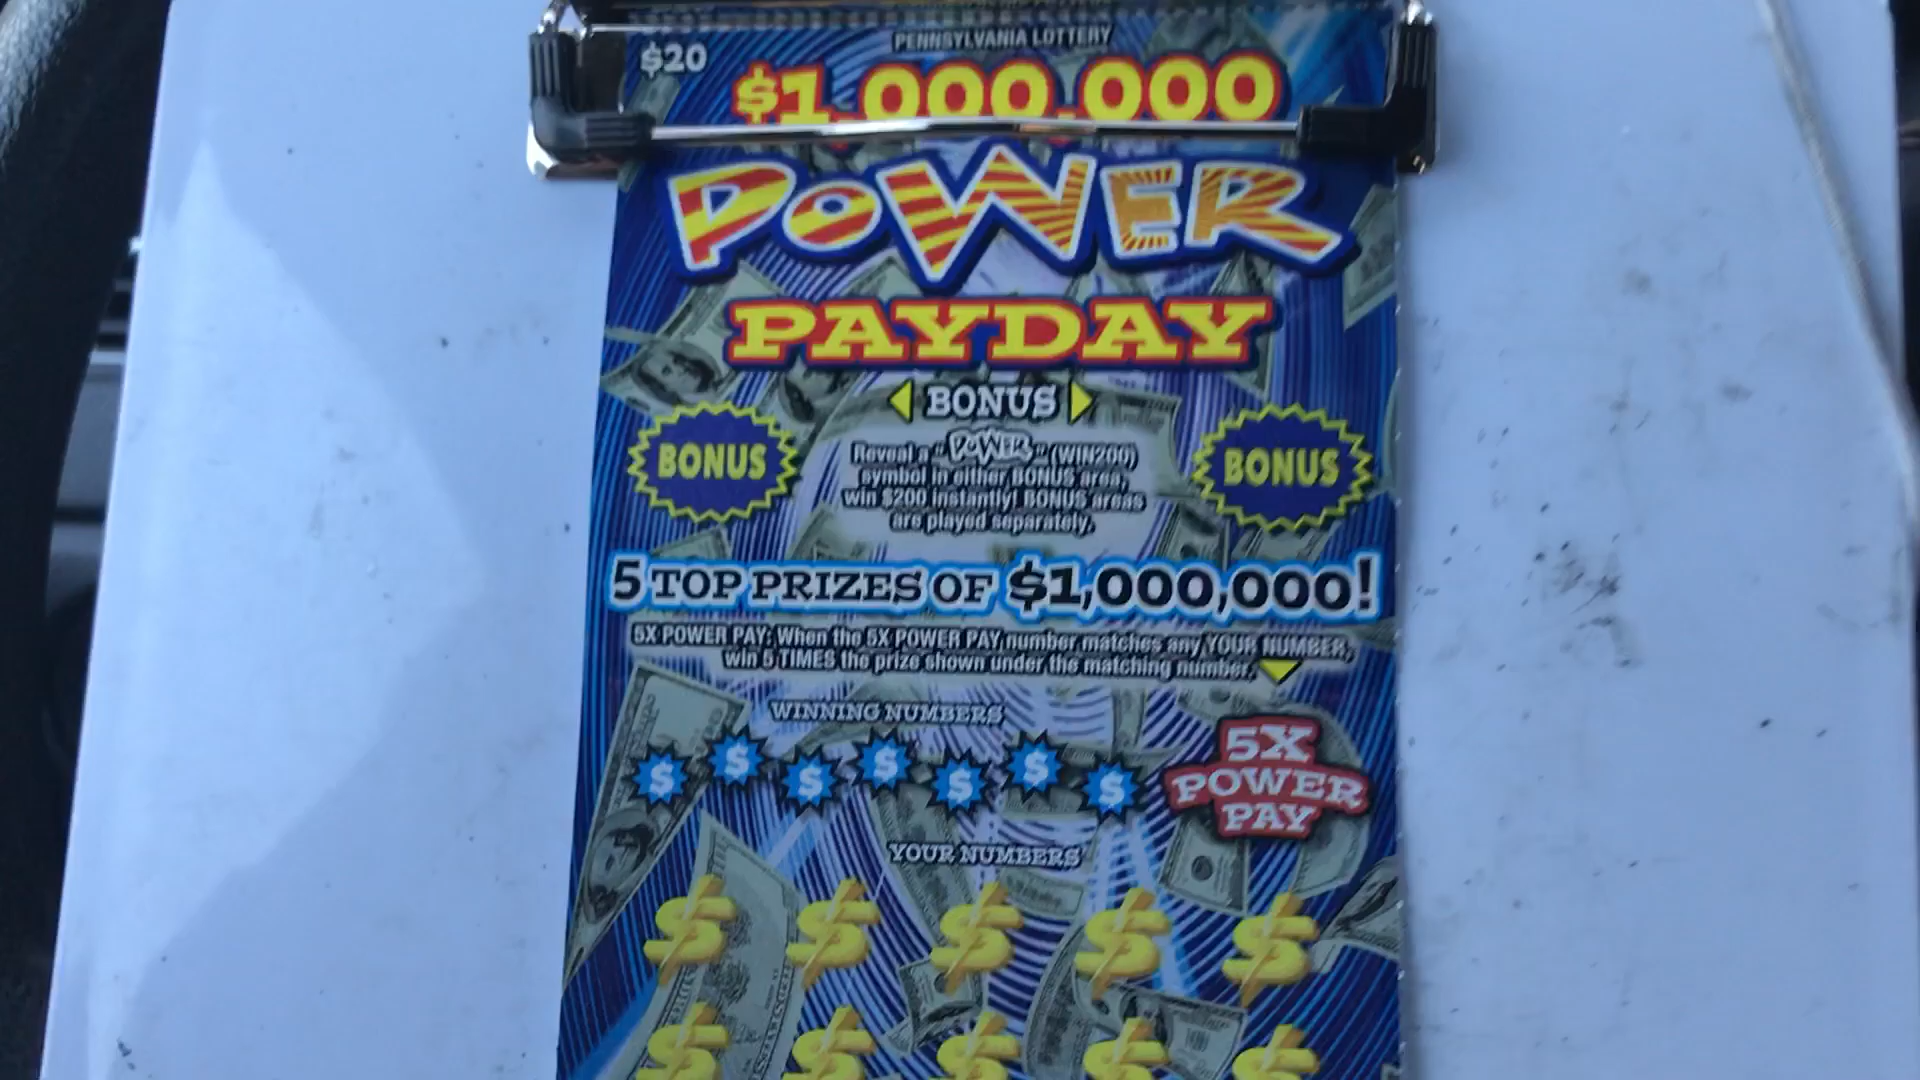 PENNSYLVANIA LOTTERY
$20
$1,000,000
POWER
PAYDAY
BONUS
BONUS
BONUS
Reveal a "POWER" (WIN200)
symbol in either BONUS area,
win $200 instantly! BONUS areas
are played separately.
5 TOP PRIZES OF $1,000,000!
5X POWER PAY: When the 5X POWER PAY number matches any YOUR NUMBER,
win 5 TIMES the prize shown under the matching number.
WINNING NUMBERS
$ $ $ $ $ $ $
5X
POWER
PAY
YOUR NUMBERS
$ $ $ $ $
$ $ $ $ $